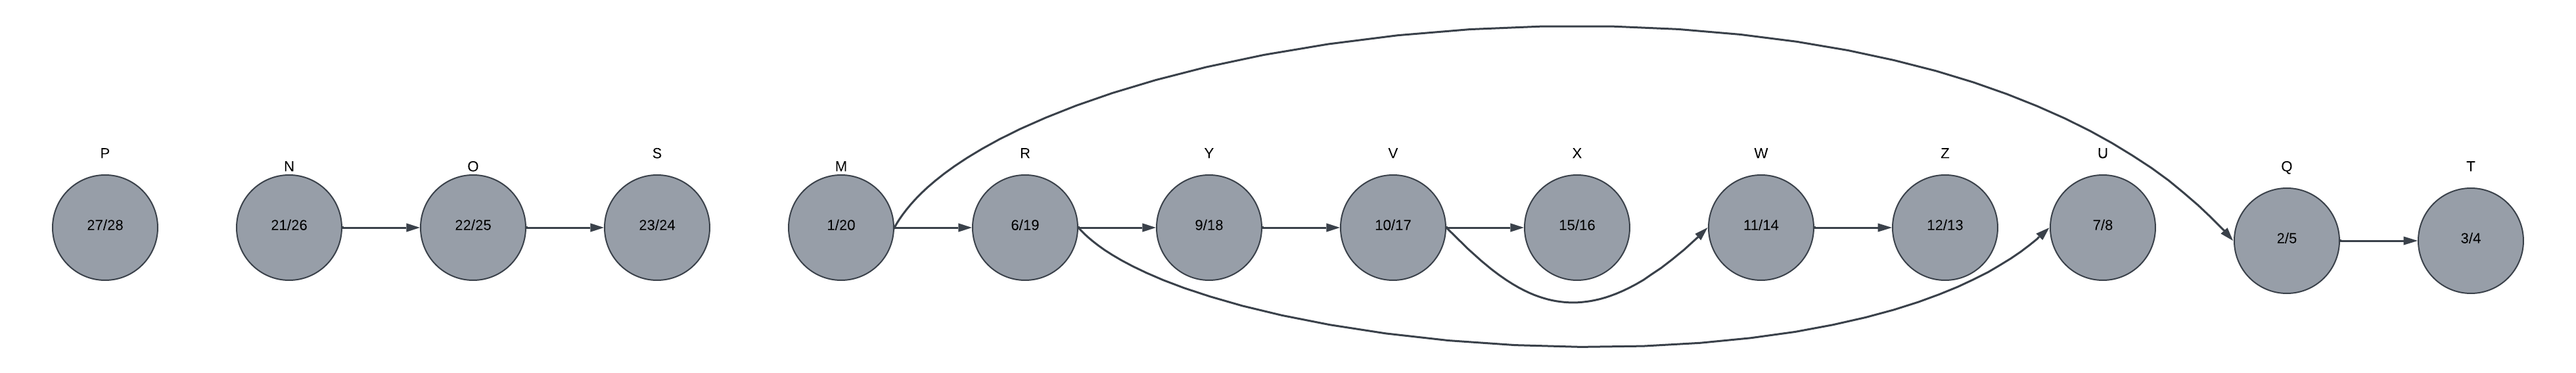 P
27/28
N
21/26
O
22/25
S
23/24
M
1/20
R
6/19
Y
9/18
V
10/17
X
15/16
W
11/14
Z
12/13
U
7/8
Q
2/5
T
3/4